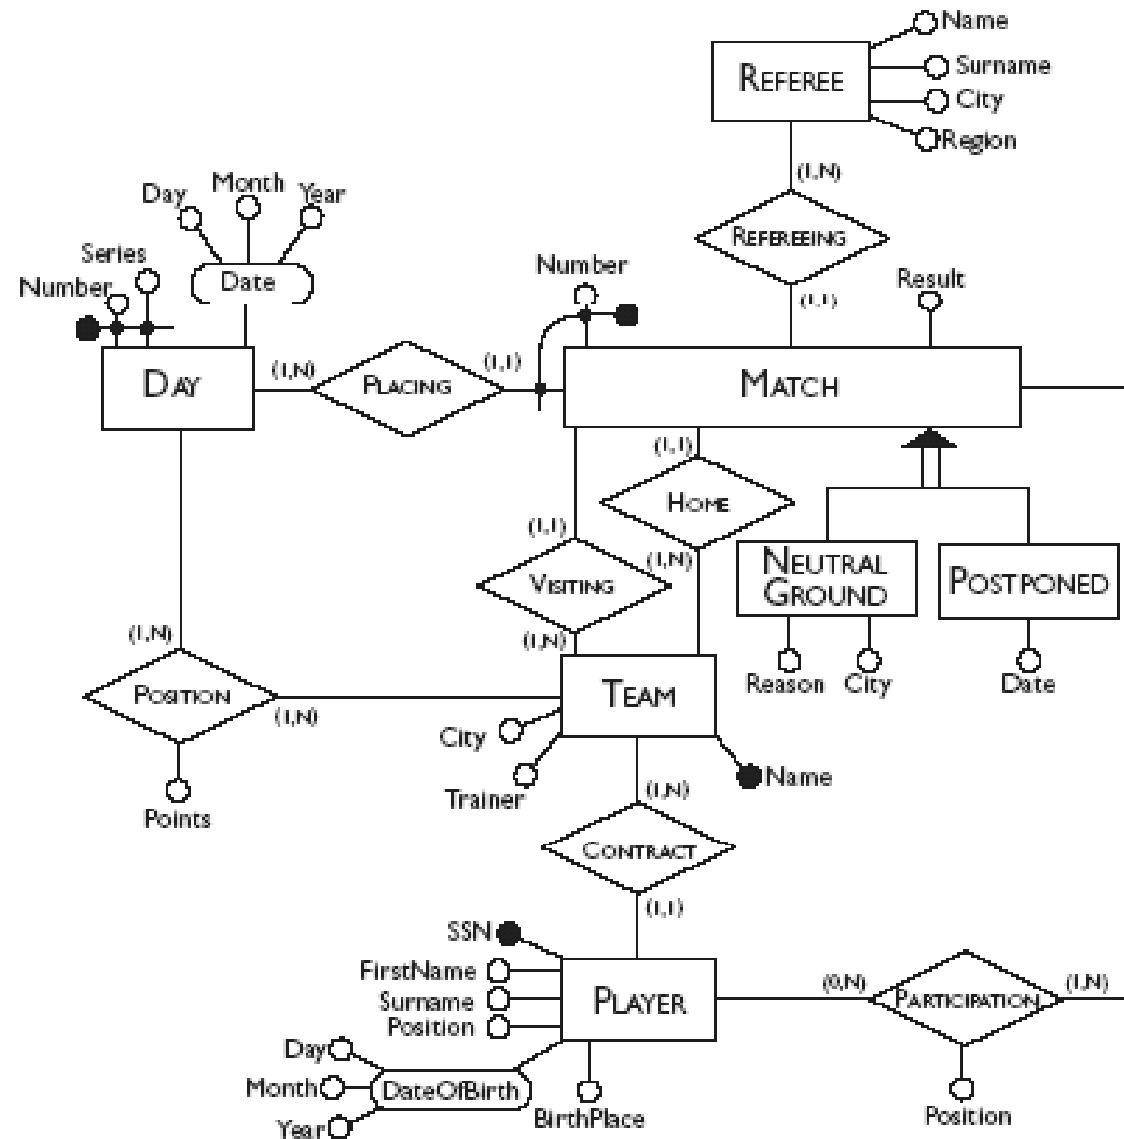 Name
REFEREE
Surname
City
Region
(1,N)
Day
Month
Year
REFEREEING
Series
Date
Number
Number
Result
(1,1)
DAY
(1,N)
PLACING
(1,1)
MATCH
(1,1)
HOME
(1,1)
(1,N)
VISITING
NEUTRAL
GROUND
POSTPONED
(1,N)
(1,N)
POSITION
(1,N)
TEAM
Reason
City
Date
City
Name
Trainer
Points
(1,N)
CONTRACT
(1,1)
SSN
FirstName
Surname
Position
PLAYER
(0,N)
PARTICIPATION
(1,N)
Day
Month
Year
DateOfBirth
BirthPlace
Position